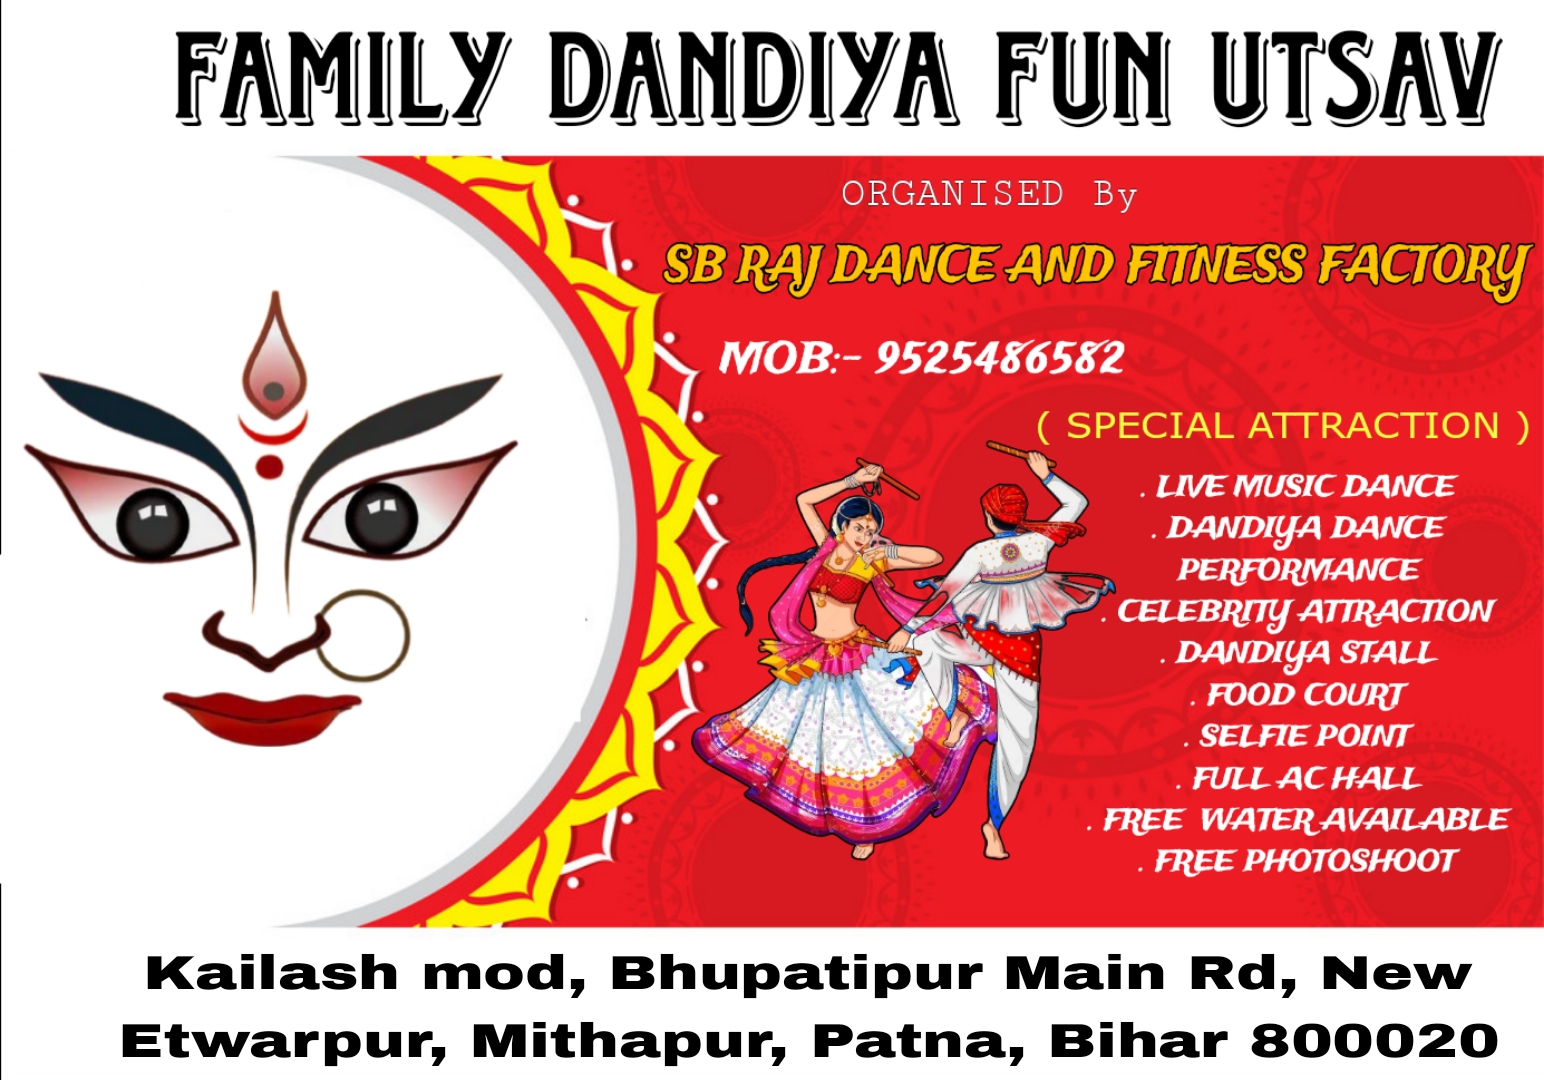 FAMILY DANDIYA FUN UTSAV
ORGANISED By
SB RAJ DANCE AND FITNESS FACTORY
MOB:- 9525486582
( SPECIAL ATTRACTION )
. LIVE MUSIC DANCE
. DANDIYA DANCE
PERFORMANCE
. CELEBRITY ATTRACTION
. DANDIYA STALL
. FOOD COURT
. SELFIE POINT
. FULL AC HALL
. FREE WATER AVAILABLE
. FREE PHOTOSHOOT
Kailash mod, Bhupatipur Main Rd, New
Etwarpur, Mithapur, Patna, Bihar 800020